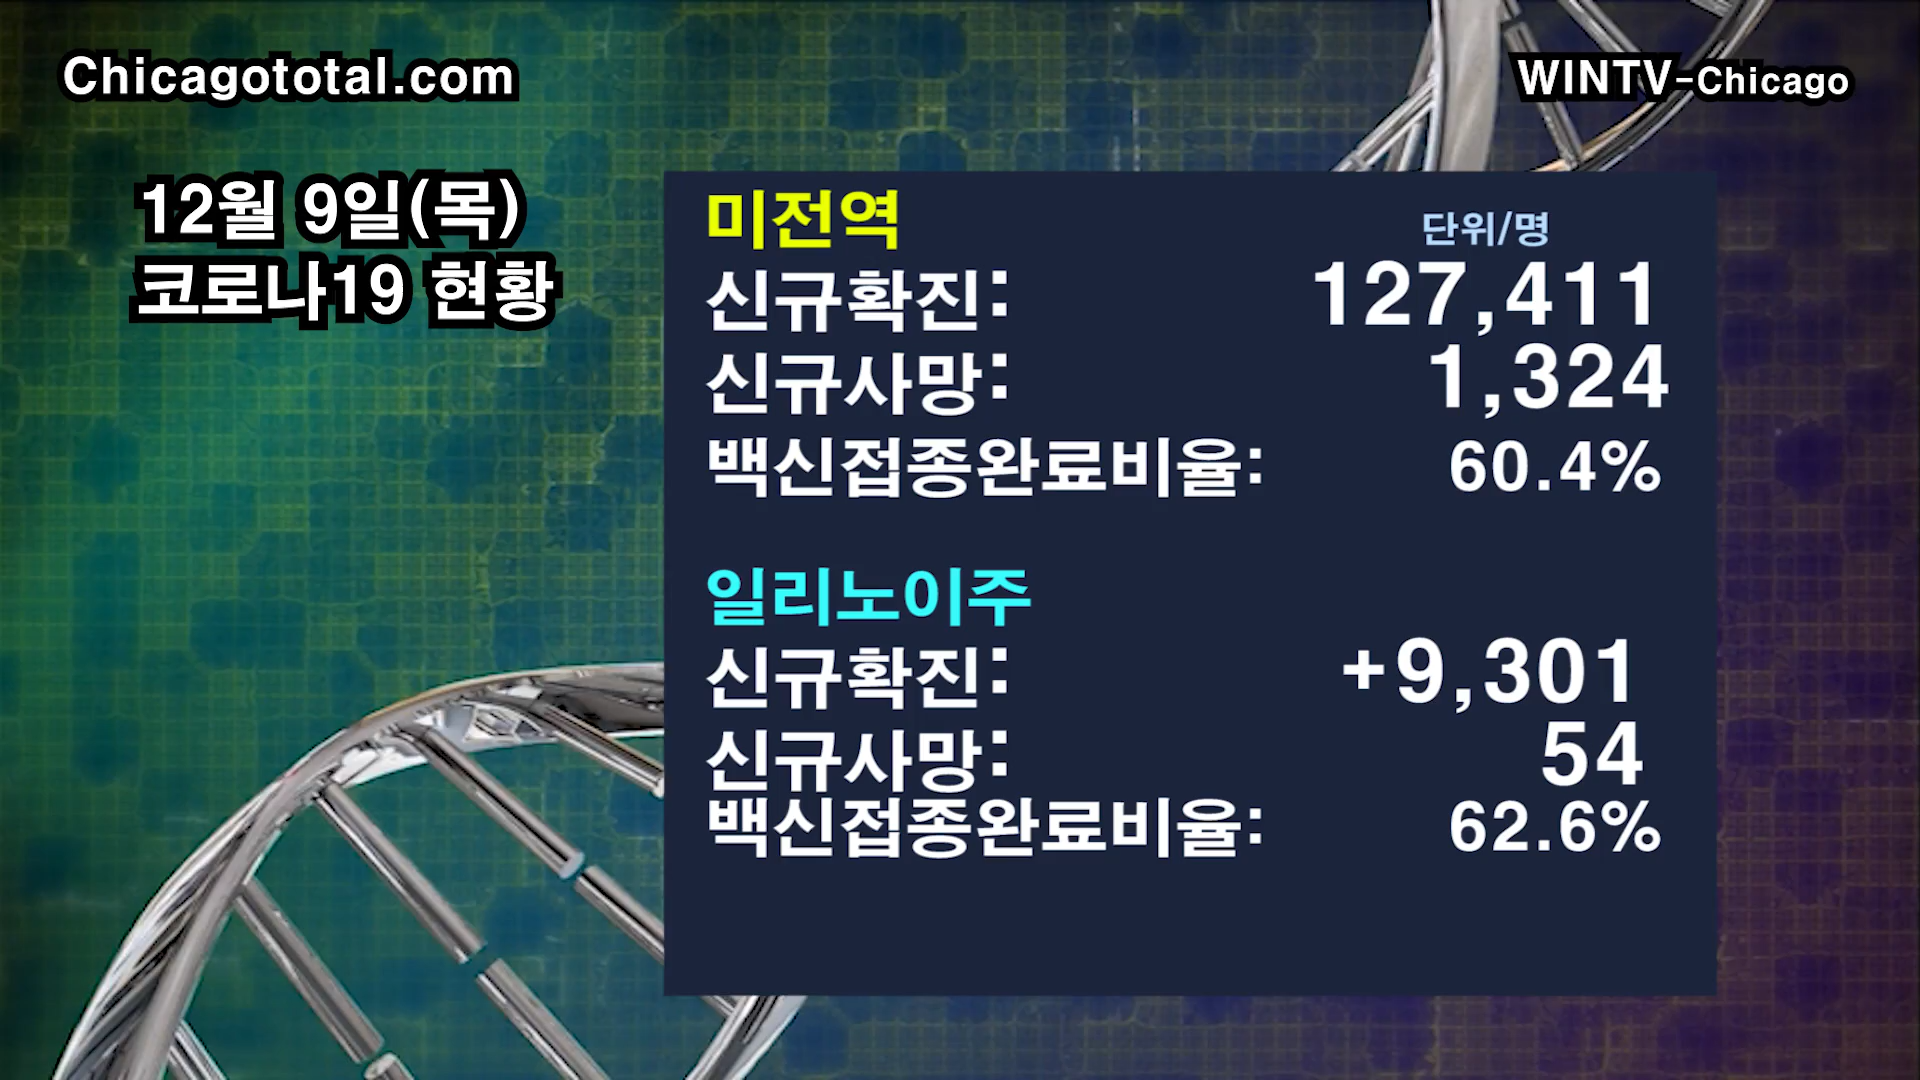 Chicagototal.com
WINTV-Chicago
12월 9일(목)
코로나19 현황
미전역
단위/명
신규확진: 127,411
신규사망: 1,324
백신접종완료비율: 60.4%
일리노이주
신규확진: +9,301
신규사망: 54
백신접종완료비율: 62.6%